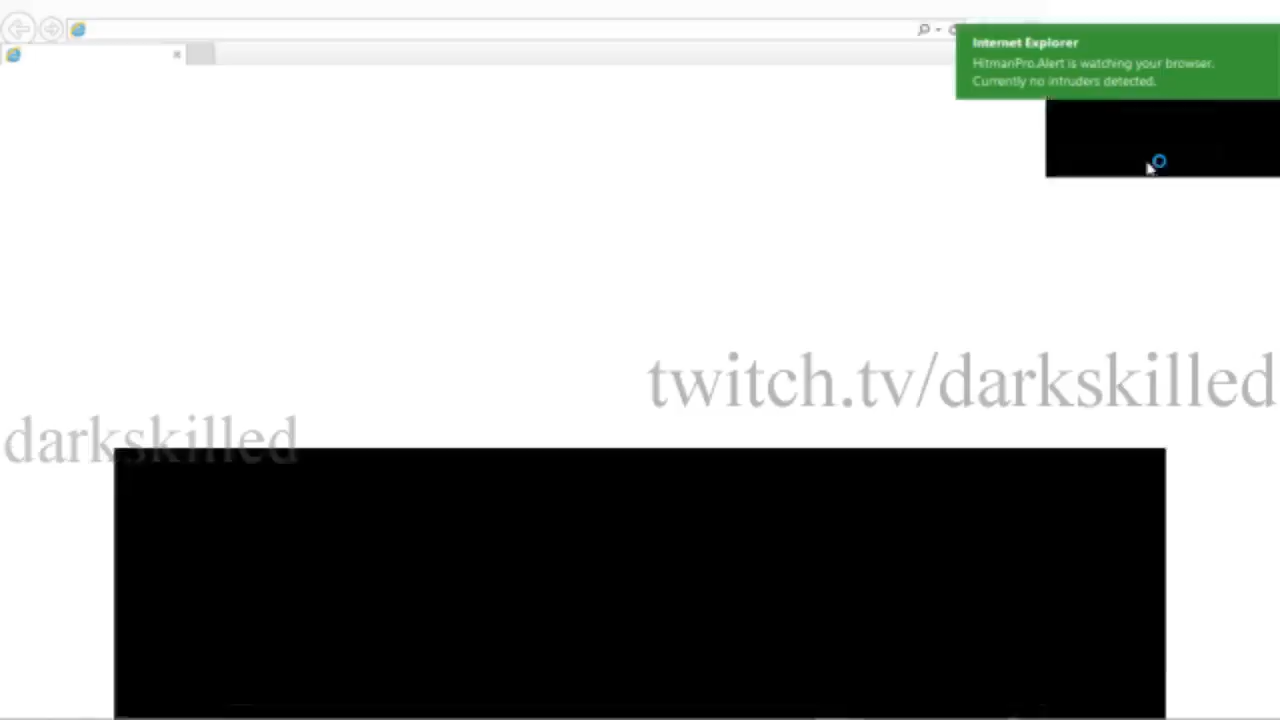 Internet Explorer
HitmanPro.Alert is watching your browser.
Currently no intruders detected.
twitch.tv/darkskilled
darkskilled